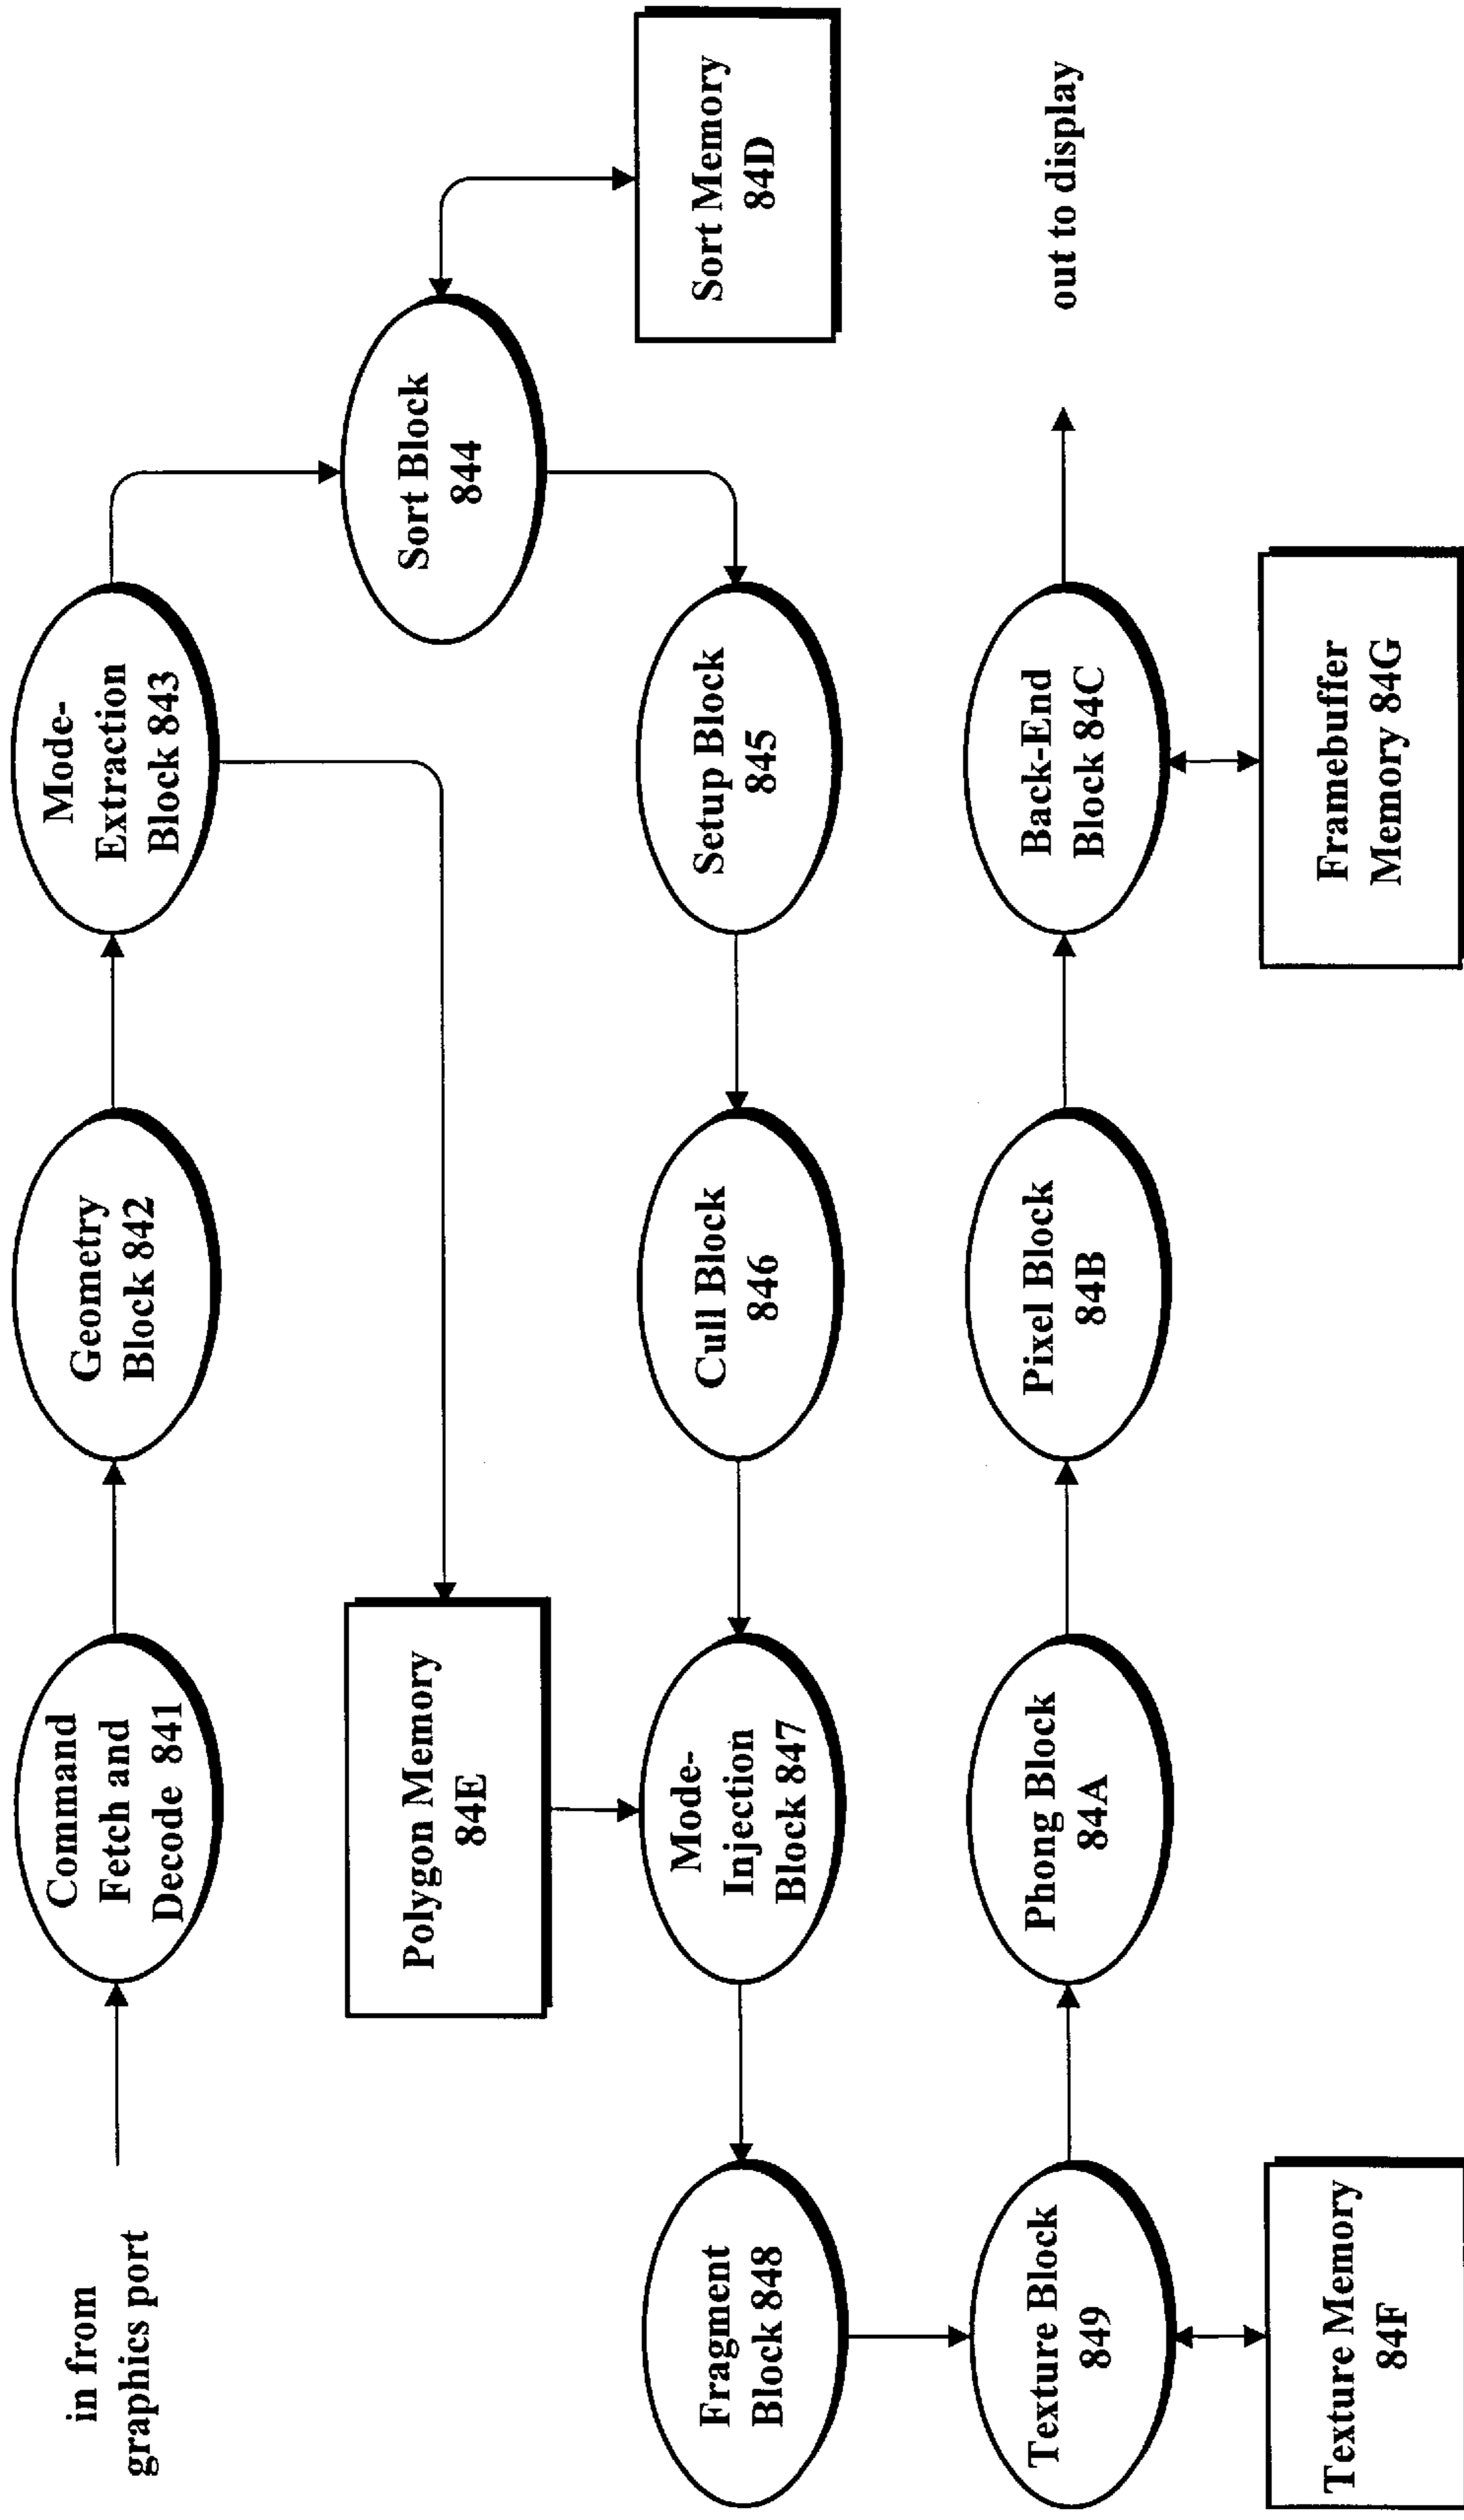 in from
graphics port
Command
Fetch and
Decode 841
Geometry
Block 842
Mode-
Extraction
Block 843
Polygon Memory
84E
Sort Block
844
Sort Memory
84D
Fragment
Block 848
Mode-
Injection
Block 847
Cull Block
846
Setup Block
845
Texture Block
849
Phong Block
84A
Pixel Block
84B
Back-End
Block 84C
out to display
Texture Memory
84F
Framebuffer
Memory 84G